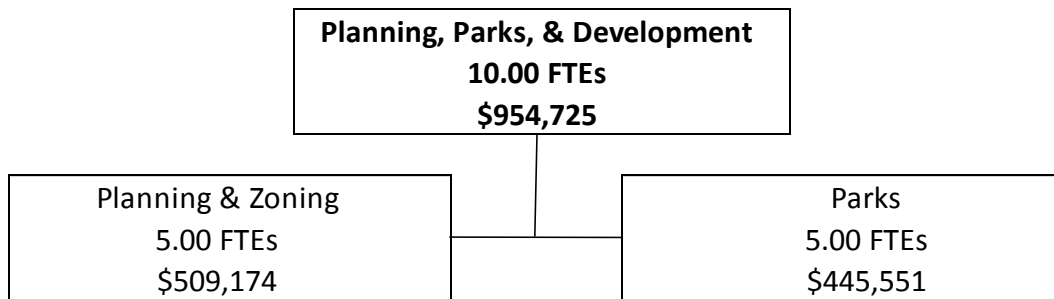 Planning, Parks, & Development
10.00 FTEs
$954,725
Planning & Zoning
5.00 FTEs
$509,174
Parks
5.00 FTEs
$445,551